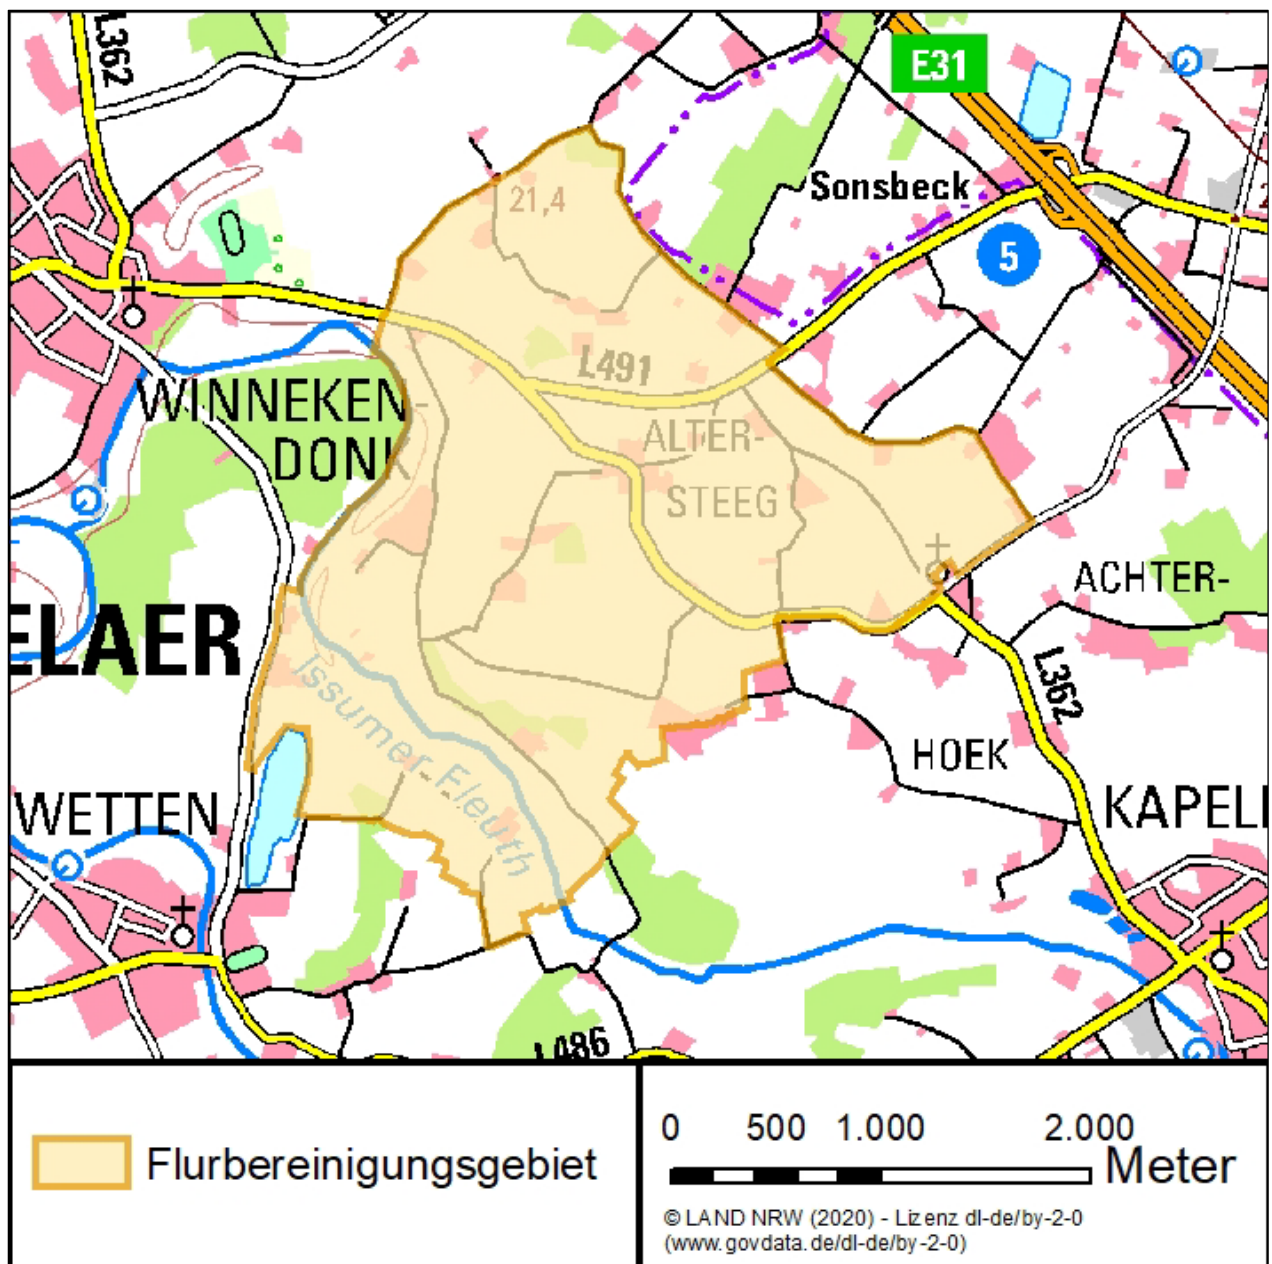 L362
E31
Sonsbeck
21,4
5
L491
WINNEKEN-
DONK
ALTER-
STEEG
ACHTER-
ELAER
Issumer-Fleuth
L362
HOEK
WETTEN
KAPELL
L486
Flurbereinigungsgebiet
0 500 1.000 2.000
Meter
© LAND NRW (2020) - Lizenz dl-de/by-2-0
(www.govdata.de/dl-de/by-2-0)